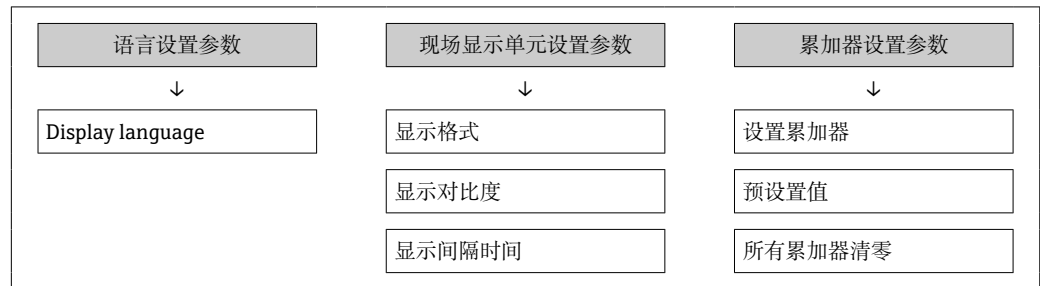 语言设置参数
↓
Display language
现场显示单元设置参数
↓
显示格式
显示对比度
显示间隔时间
累加器设置参数
↓
设置累加器
预设置值
所有累加器清零